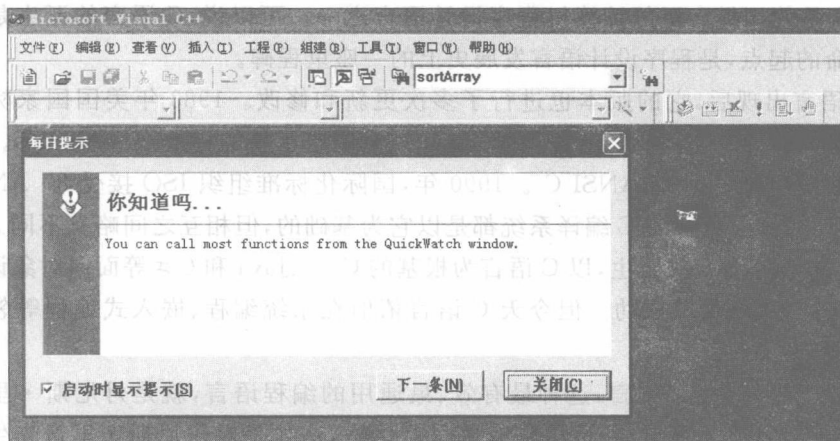 Microsoft Visual C++
文件(F) 编辑(E) 查看(V) 插入(I) 工程(P) 组建(B) 工具(T) 窗口(W) 帮助(H)
sortArray
每日提示
你知道吗...
You can call most functions from the QuickWatch window.
启动时显示提示(S)
下一条(N)
关闭(C)